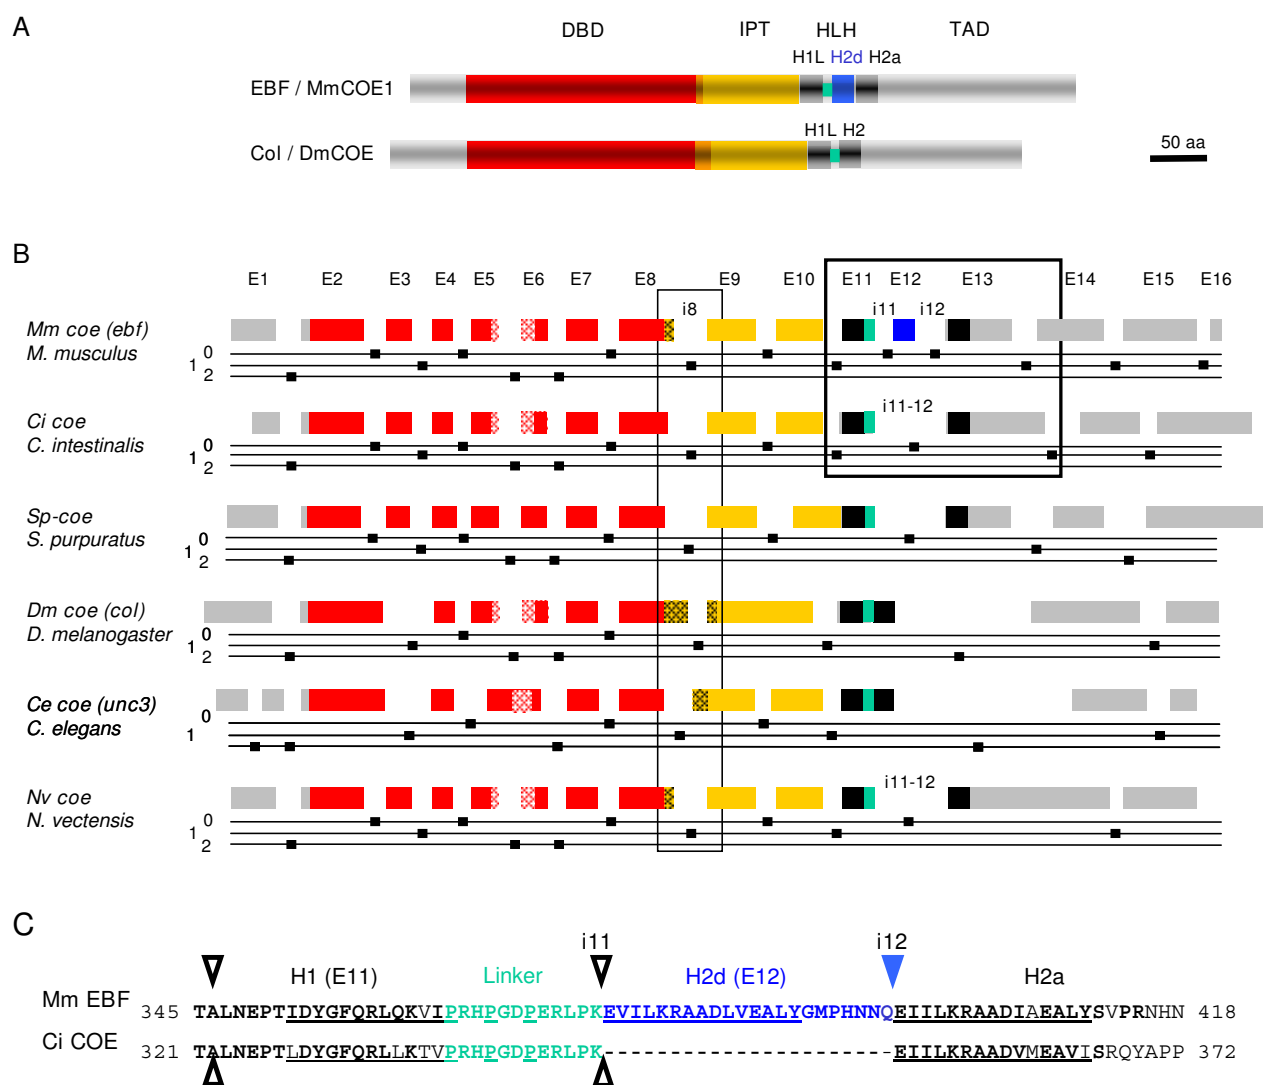 A
DBD IPT HLH TAD
H1L H2d H2a
EBF / MmCOE1
H1L H2
Col / DmCOE
50 aa
B
E1 E2 E3 E4 E5 E6 E7 E8 E9 E10 E11 E12 E13 E14 E15 E16
i8 i11 i12
Mm coe (ebf)
M. musculus
0
1
2
Ci coe
C. intestinalis
i11-12
0
1
2
Sp-coe
S. purpuratus
0
1
2
Dm coe (col)
D. melanogaster
0
1
2
Ce coe (unc3)
C. elegans
0
1
2
Nv coe
N. vectensis
i11-12
0
1
2
C
i11 i12
H1 (E11) Linker H2d (E12) H2a
Mm EBF 345 TALNEPTIDYGFQRLQKVIPRHPGDPERLPKEVILKRAADLVEALYGMPHNNQEIILKRAADIAEALYSVPRNHN 418
Ci COE 321 TALNEPTLDYGFQRLLKTVPRHPGDPERLPK----------------------EIILKRAADVMEAVISRQYAPP 372